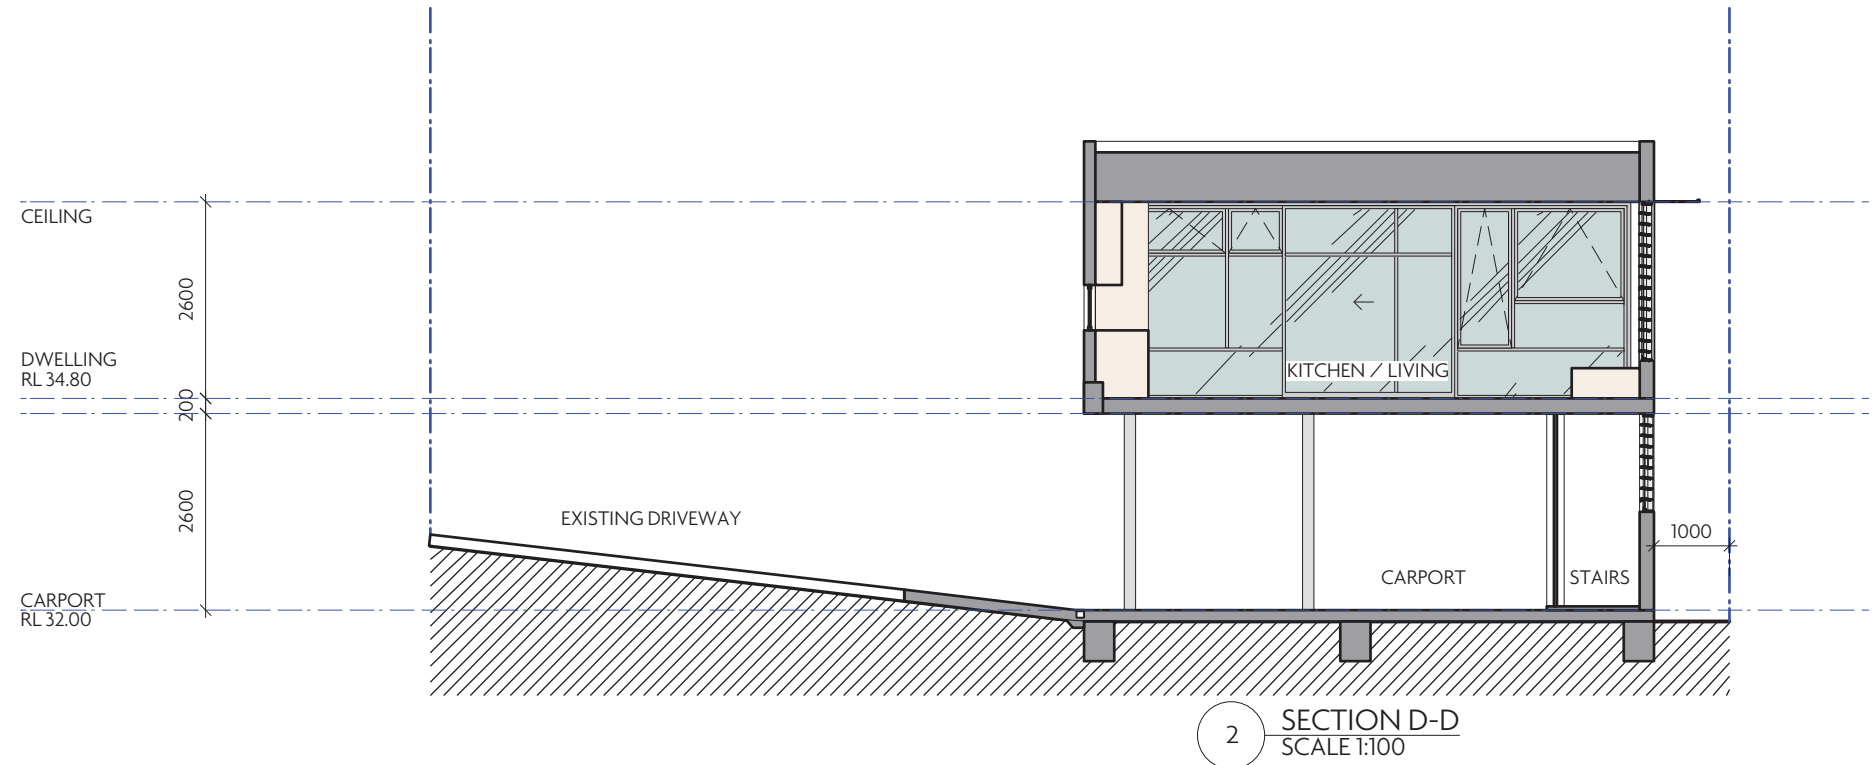 CEILING
2600
DWELLING
RL 34.80
200
KITCHEN / LIVING
2600
EXISTING DRIVEWAY
1000
CARPORT
STAIRS
CARPORT
RL 32.00
2
SECTION D-D
SCALE 1:100